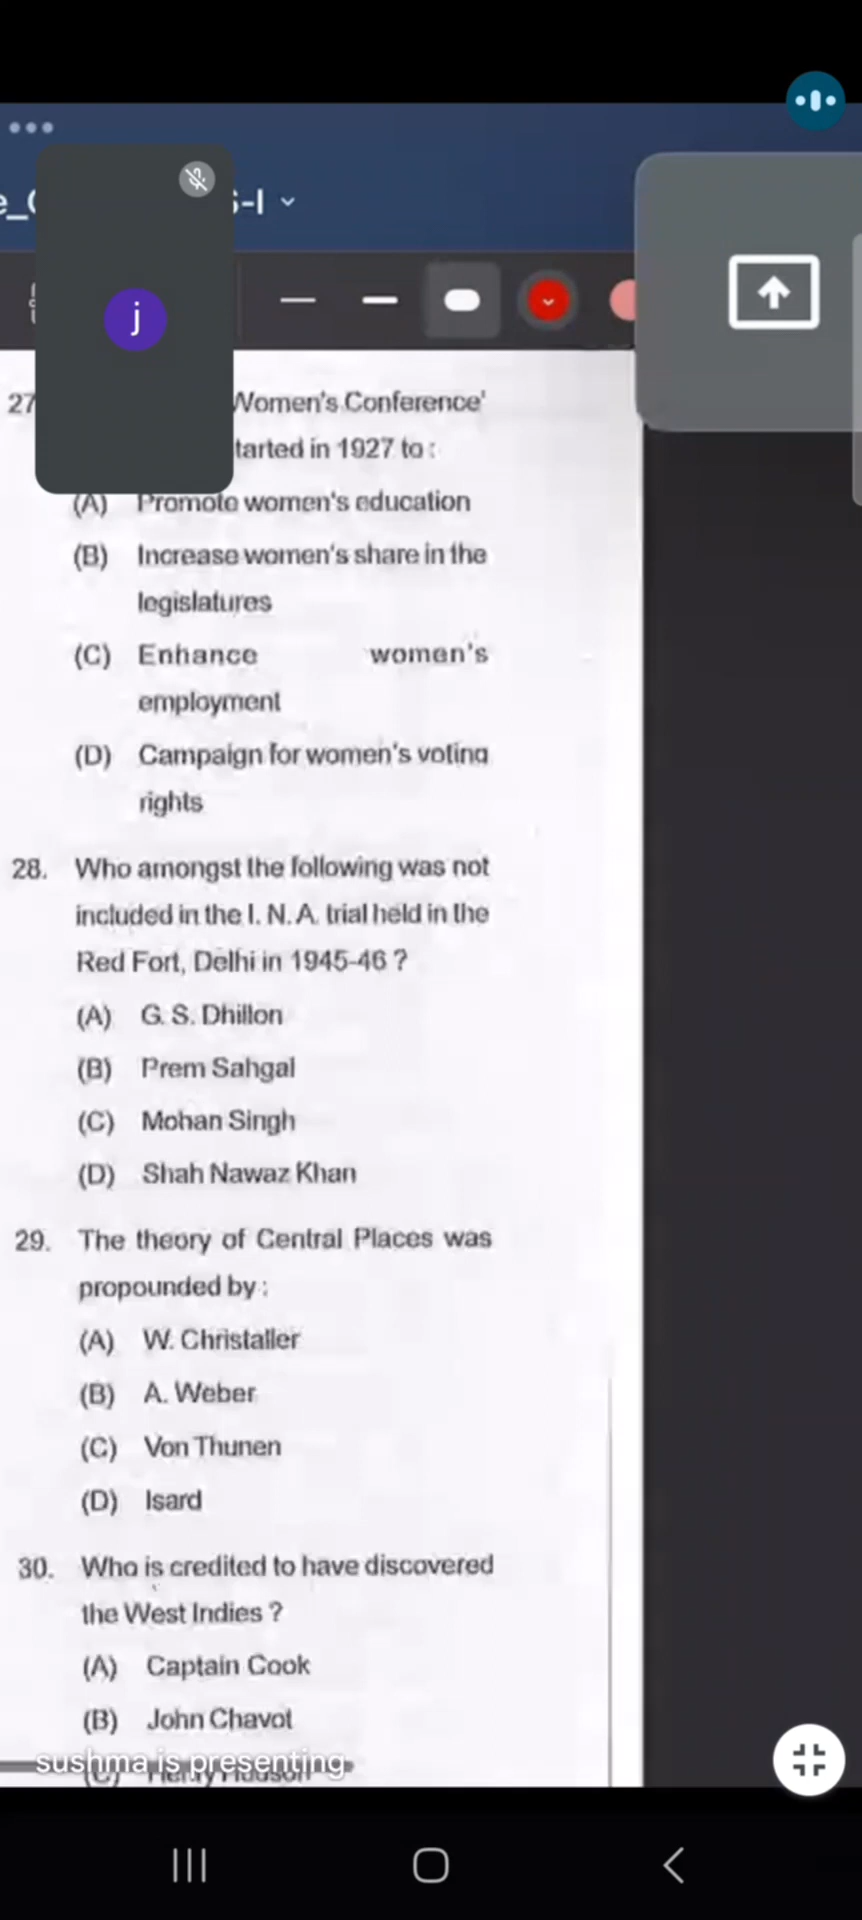 j
27
Women's Conference'
tarted in 1927 to :
(A) Promote women's education
(B) Increase women's share in the
legislatures
(C) Enhance women's
employment
(D) Campaign for women's voting
rights
28. Who amongst the following was not
included in the I. N. A. trial held in the
Red Fort, Delhi in 1945-46 ?
(A) G. S. Dhillon
(B) Prem Sahgal
(C) Mohan Singh
(D) Shah Nawaz Khan
29. The theory of Central Places was
propounded by :
(A) W. Christaller
(B) A. Weber
(C) Von Thunen
(D) Isard
30. Who is credited to have discovered
the West Indies ?
(A) Captain Cook
(B) John Chavot
sushma is presenting
(C) Henry Hudson